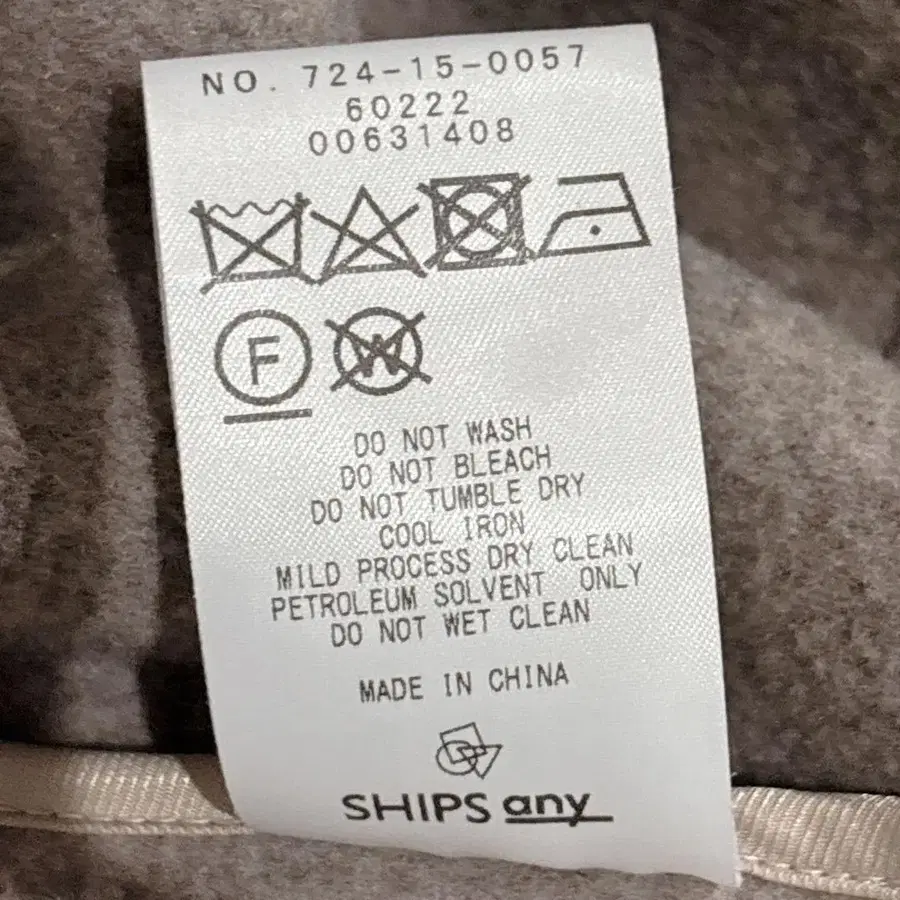 NO. 724-15-0057
60222
00631408
F W
DO NOT WASH
DO NOT BLEACH
DO NOT TUMBLE DRY
COOL IRON
MILD PROCESS DRY CLEAN
PETROLEUM SOLVENT ONLY
DO NOT WET CLEAN
MADE IN CHINA
SHIPS any